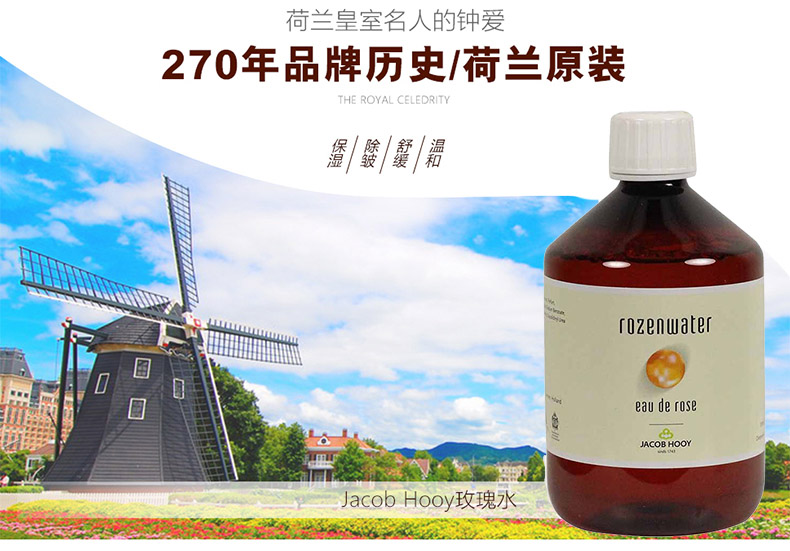 荷兰皇室名人的钟爱
270年品牌历史/荷兰原装
THE ROYAL CELEDRITY
保湿/除皱/舒缓/温和
rozenwater
eau de rose
JACOB HOOY
sinds 1743
Jacob Hooy玫瑰水